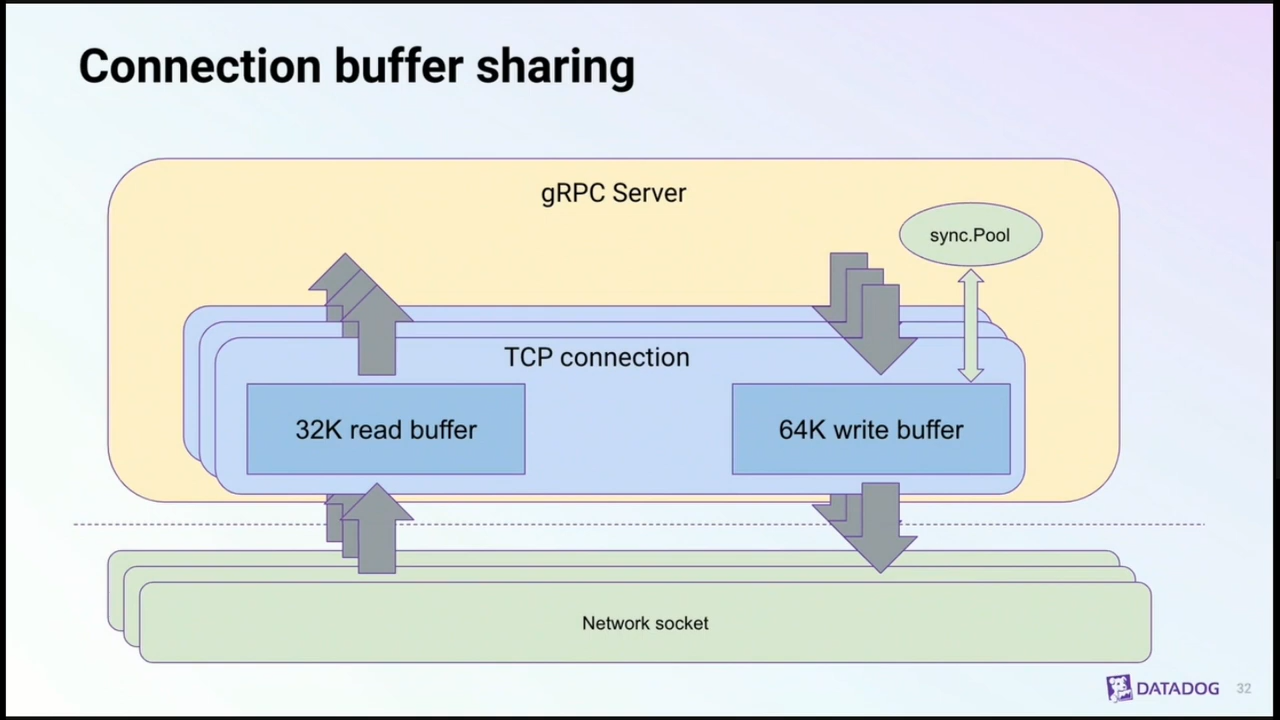 Connection buffer sharing
gRPC Server
sync.Pool
TCP connection
32K read buffer
64K write buffer
Network socket
DATADOG
32